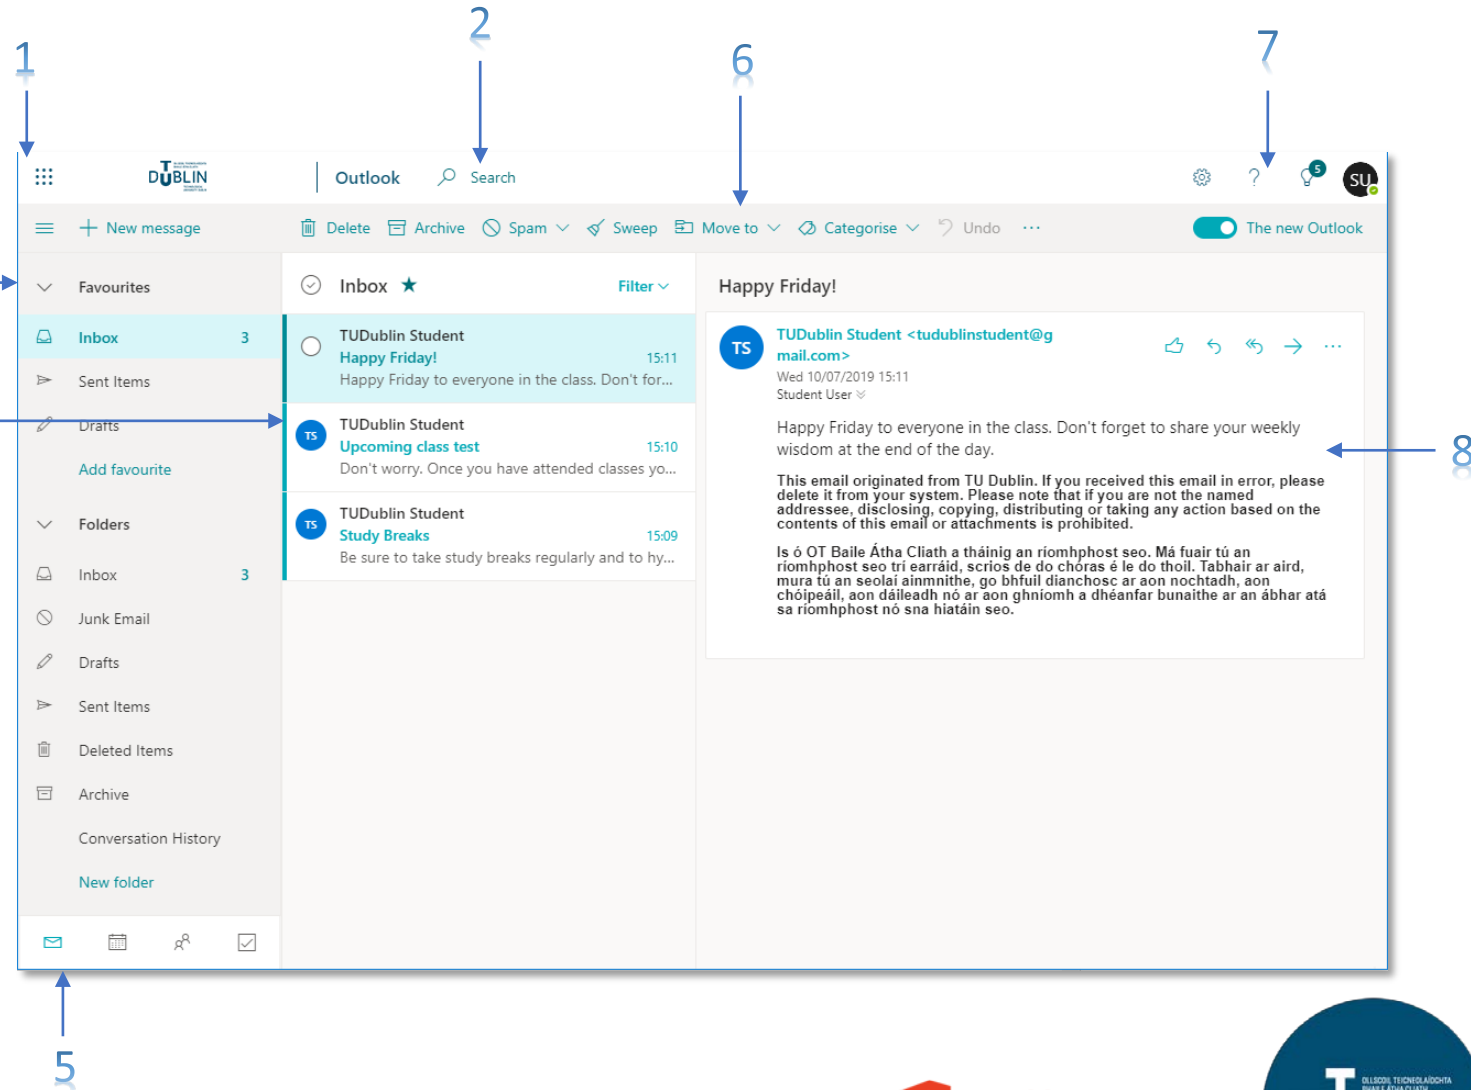 1
2
6
7
DUBLIN
Outlook
Search
5
SU
New message
Delete
Archive
Spam
Sweep
Move to
Categorise
Undo
The new Outlook
Favourites
Inbox 3
Sent Items
Drafts
Add favourite
Folders
Inbox 3
Junk Email
Drafts
Sent Items
Deleted Items
Archive
Conversation History
New folder
Inbox
Filter
TUDublin Student
Happy Friday! 15:11
Happy Friday to everyone in the class. Don't for...
TS
TUDublin Student
Upcoming class test 15:10
Don't worry. Once you have attended classes yo...
TS
TUDublin Student
Study Breaks 15:09
Be sure to take study breaks regularly and to hy...
Happy Friday!
TS
TUDublin Student <tudublinstudent@g
mail.com>
Wed 10/07/2019 15:11
Student User
Happy Friday to everyone in the class. Don't forget to share your weekly
wisdom at the end of the day.
This email originated from TU Dublin. If you received this email in error, please
delete it from your system. Please note that if you are not the named
addressee, disclosing, copying, distributing or taking any action based on the
contents of this email or attachments is prohibited.
Is ó OT Baile Átha Cliath a tháinig an ríomhphost seo. Má fuair tú an
ríomhphost seo trí earráid, scrios de do chóras é le do thoil. Tabhair ar aird,
mura tú an seolaí ainmnithe, go bhfuil dianchosc ar aon nochtadh, aon
chóipeáil, aon dáileadh nó ar aon ghníomh a dhéanfar bunaithe ar an ábhar atá
sa ríomhphost nó sna hiatáin seo.
8
5
OLLSCOIL TEICNEOLAÍOCHTA
BHAILE ÁTHA CLIATH